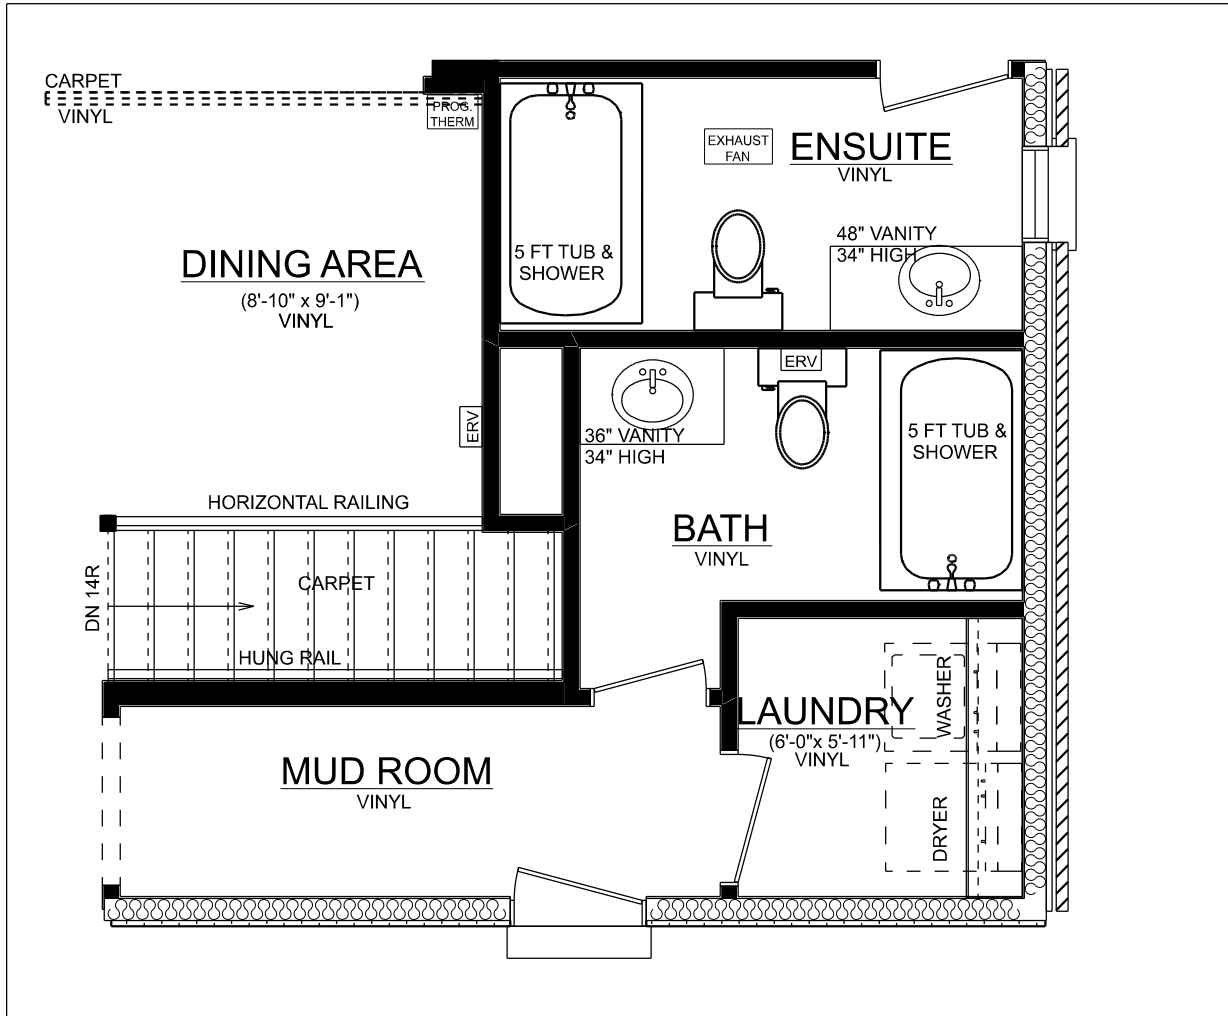 CARPET
VINYL
PROG.
THERM
EXHAUST
FAN
ENSUITE
VINYL
48" VANITY
34" HIGH
5 FT TUB &
SHOWER
DINING AREA
(8'-10" x 9'-1")
VINYL
ERV
ERV
36" VANITY
34" HIGH
5 FT TUB &
SHOWER
HORIZONTAL RAILING
BATH
VINYL
DN 14R
CARPET
HUNG RAIL
LAUNDRY
(6'-0"x 5'-11")
VINYL
WASHER
DRYER
MUD ROOM
VINYL